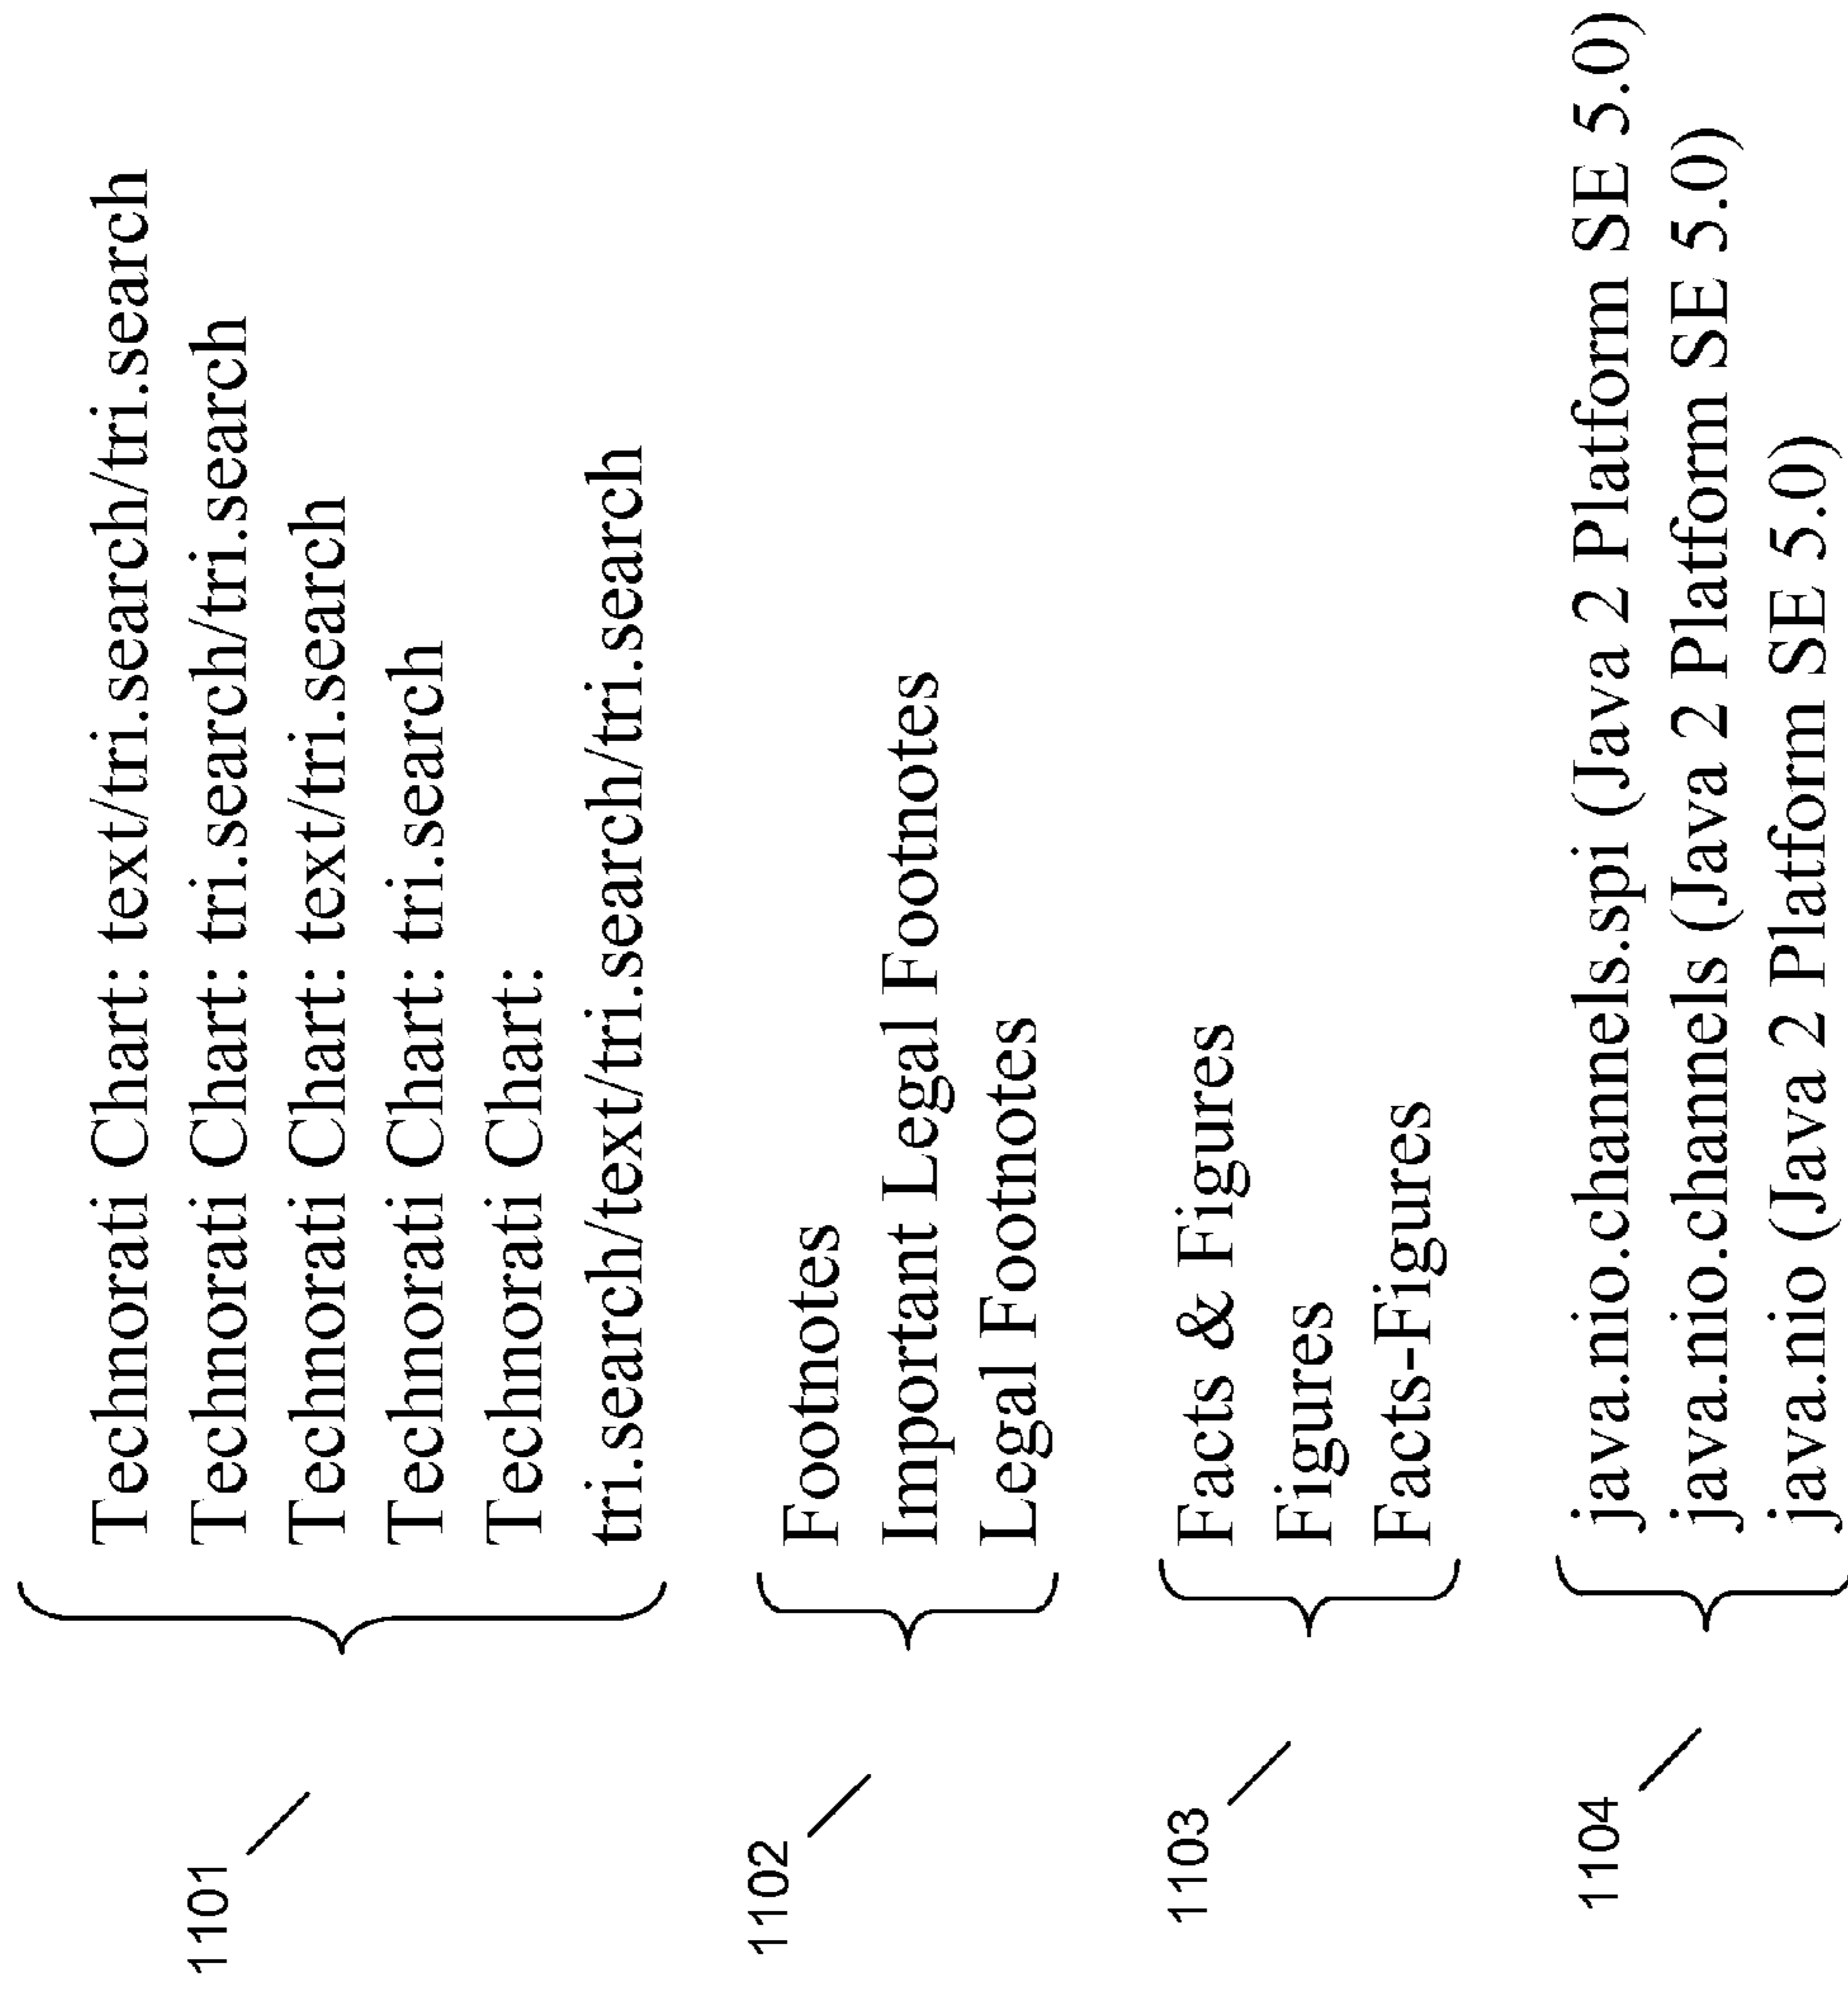 1101
Technorati Chart: text/tri.search/tri.search
Technorati Chart: tri.search/tri.search
Technorati Chart: text/tri.search
Technorati Chart: tri.search
Technorati Chart:
tri.search/text/tri.search/tri.search
1102
Footnotes
Important Legal Footnotes
Legal Footnotes
1103
Facts & Figures
Figures
Facts-Figures
1104
java.nio.channels.spi (Java 2 Platform SE 5.0)
java.nio.channels (Java 2 Platform SE 5.0)
java.nio (Java 2 Platform SE 5.0)